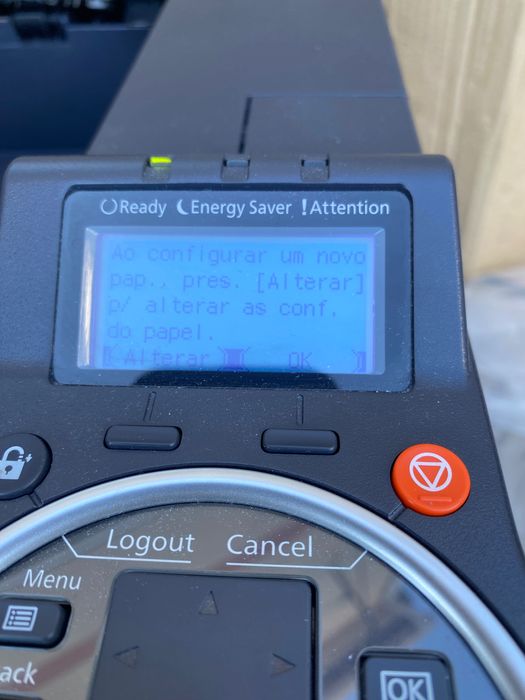 Ready Energy Saver !Attention
Ao configurar um novo
pap., pres. [Alterar]
p/ alterar as conf.
do papel.
[ Alterar ] [ OK ]
Logout Cancel
Menu
ack
OK